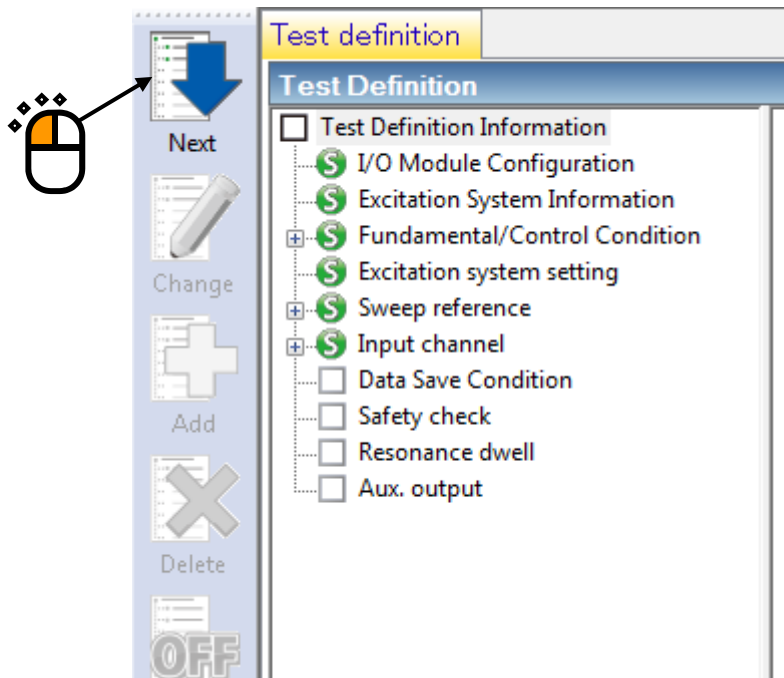 Test definition
Test Definition
Next
Change
Add
Delete
OFF
Test Definition Information
S I/O Module Configuration
S Excitation System Information
S Fundamental/Control Condition
S Excitation system setting
S Sweep reference
S Input channel
Data Save Condition
Safety check
Resonance dwell
Aux. output